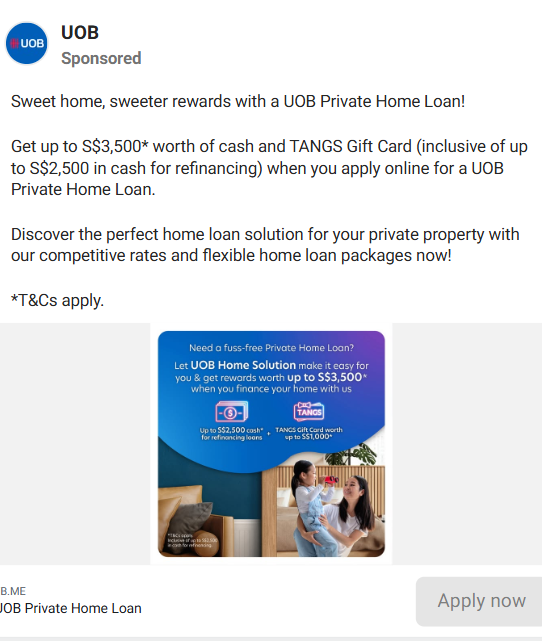 UOB
UOB
Sponsored
Sweet home, sweeter rewards with a UOB Private Home Loan!
Get up to S$3,500* worth of cash and TANGS Gift Card (inclusive of up
to S$2,500 in cash for refinancing) when you apply online for a UOB
Private Home Loan.
Discover the perfect home loan solution for your private property with
our competitive rates and flexible home loan packages now!
*T&Cs apply.
Need a fuss-free Private Home Loan?
Let UOB Home Solution make it easy for
you & get rewards worth up to S$3,500*
when you finance your home with us
$
TANGS
Up to S$2,500 cash*
for refinancing loans
+
TANGS Gift Card worth
up to S$1,000*
*T&Cs apply.
Inclusive of up to S$2,500
in cash for refinancing.
B.ME
UOB Private Home Loan
Apply now